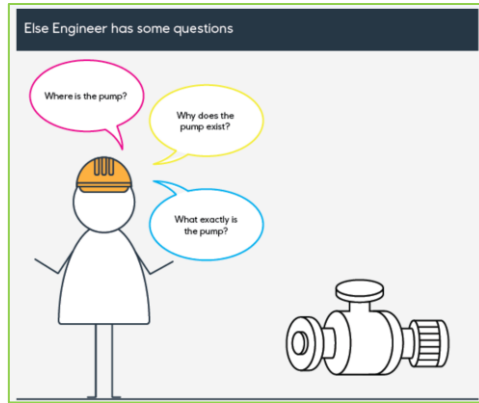 Else Engineer has some questions
Where is the pump?
Why does the
pump exist?
What exactly is
the pump?